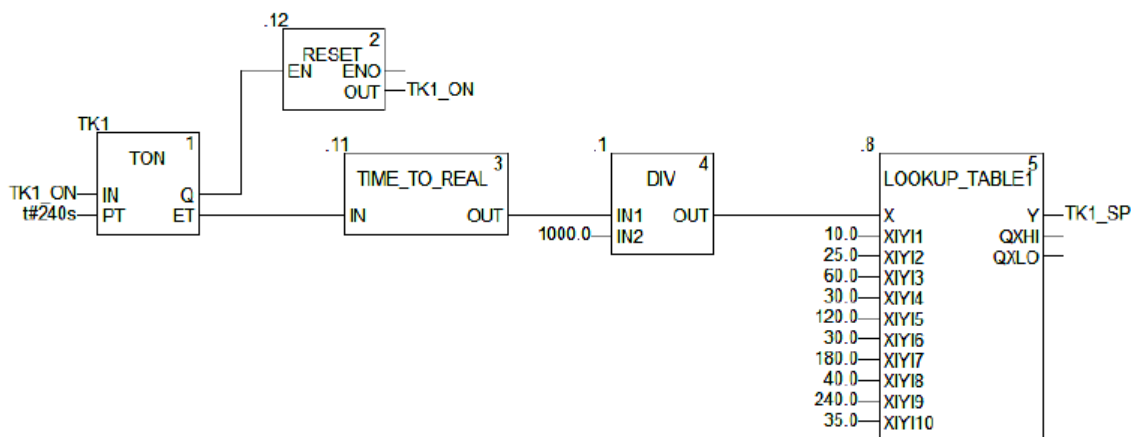 .12
2
RESET
EN ENO
OUT TK1_ON
TK1
1
TON
TK1_ON IN Q
t#240s PT ET
.11
3
TIME_TO_REAL
IN OUT
.1
4
DIV
IN1 OUT
1000.0 IN2
.8
5
LOOKUP_TABLE1
X Y TK1_SP
10.0 XIYI1 QXHI
25.0 XIYI2 QXLO
60.0 XIYI3
30.0 XIYI4
120.0 XIYI5
30.0 XIYI6
180.0 XIYI7
40.0 XIYI8
240.0 XIYI9
35.0 XIYI10